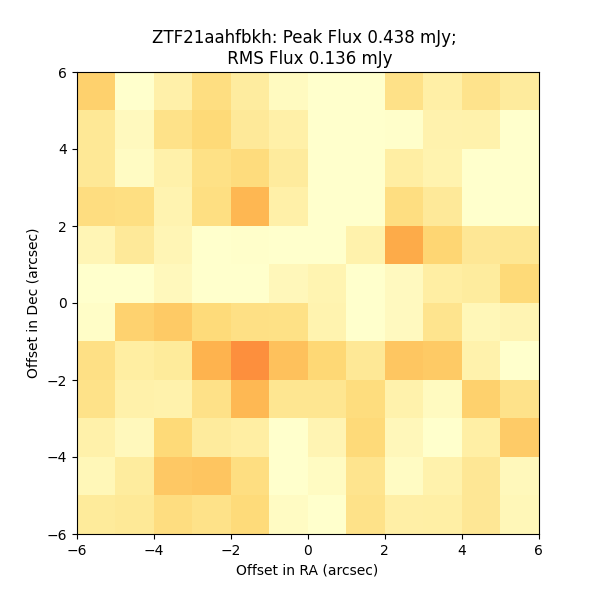 ZTF21aahfbkh: Peak Flux 0.438 mJy;
RMS Flux 0.136 mJy
6
4
2
0
−2
−4
−6
Offset in Dec (arcsec)
−6 −4 −2 0 2 4 6
Offset in RA (arcsec)